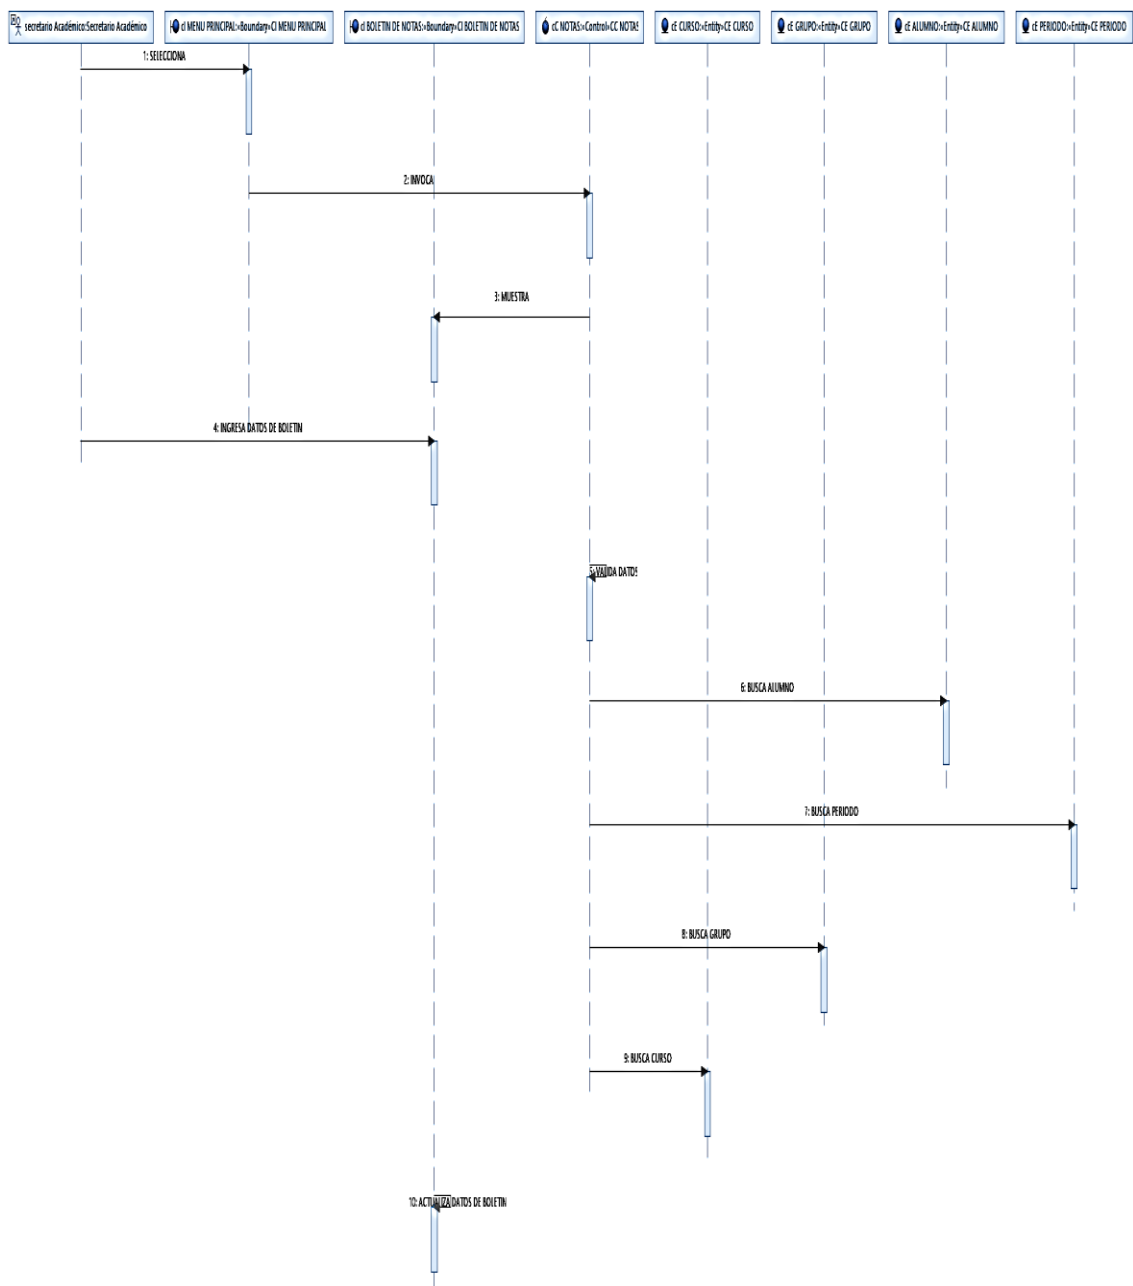 secretario Académico:Secretario Académico
cI MENU PRINCIPAL:«Boundary»CI MENU PRINCIPAL
cI BOLETIN DE NOTAS:«Boundary»CI BOLETIN DE NOTAS
cC NOTAS:«Control»CC NOTAS
cE CURSO:«Entity»CE CURSO
cE GRUPO:«Entity»CE GRUPO
cE ALUMNO:«Entity»CE ALUMNO
cE PERIODO:«Entity»CE PERIODO
1: SELECCIONA
2: INVOCA
3: MUESTRA
4: INGRESA DATOS DE BOLETIN
5: VALIDA DATOS
6: BUSCA ALUMNO
7: BUSCA PERIODO
8: BUSCA GRUPO
9: BUSCA CURSO
10: ACTUALIZA DATOS DE BOLETIN